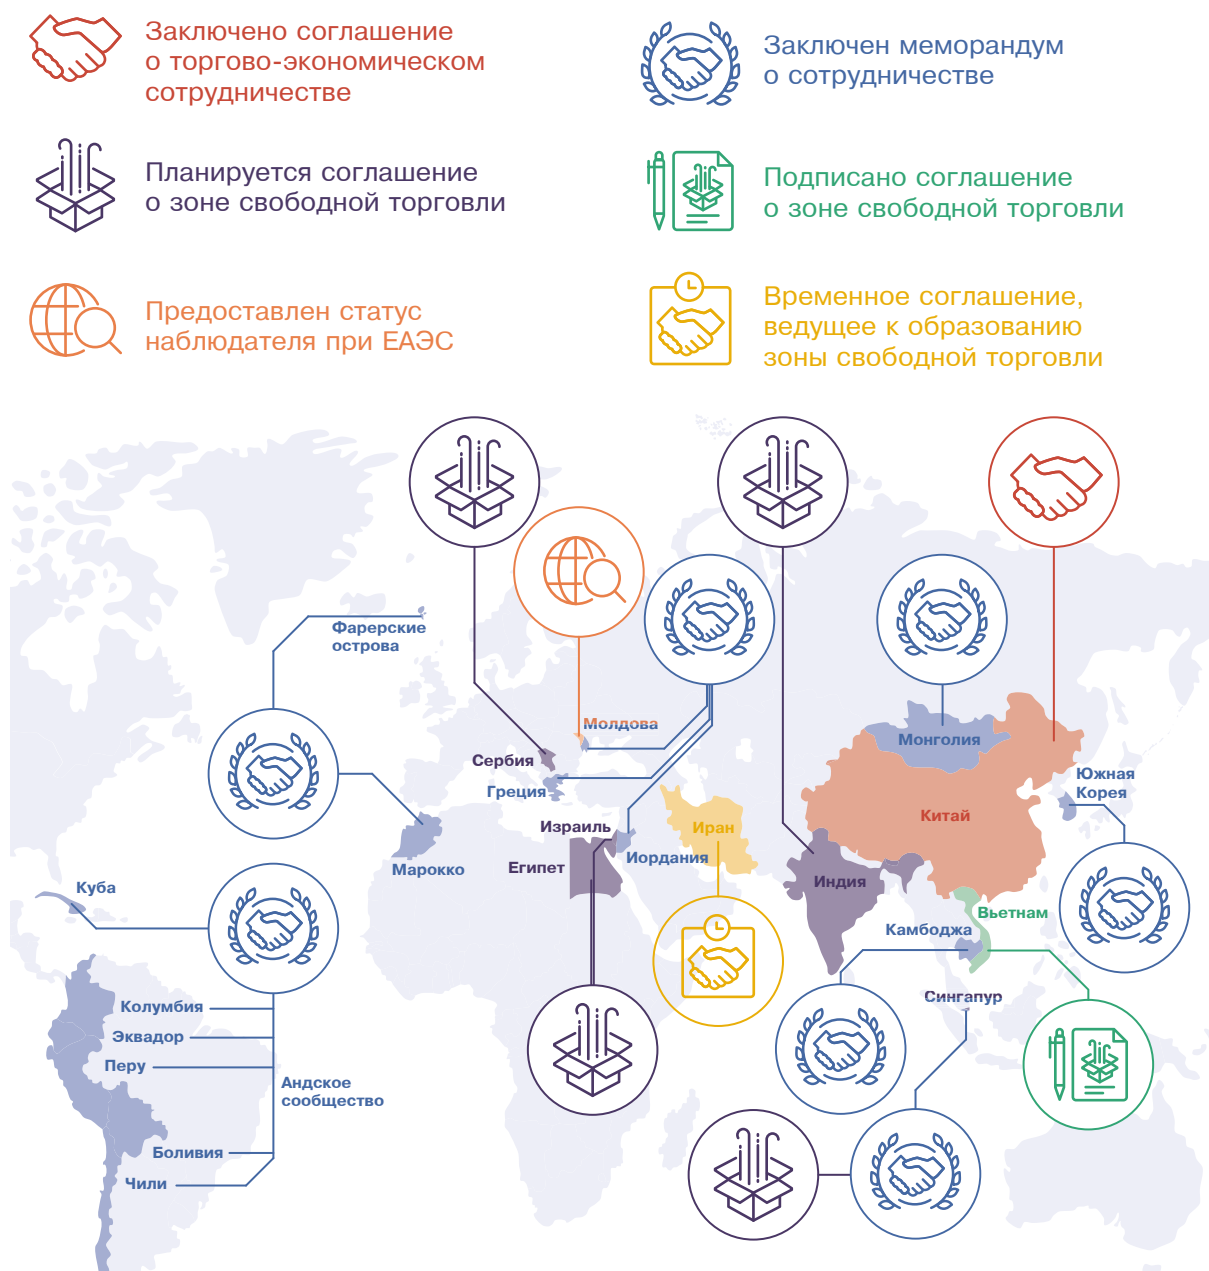 Заключено соглашение
о торгово-экономическом
сотрудничестве
Заключен меморандум
о сотрудничестве
Планируется соглашение
о зоне свободной торговли
Подписано соглашение
о зоне свободной торговли
Предоставлен статус
наблюдателя при ЕАЭС
Временное соглашение,
ведущее к образованию
зоны свободной торговли
Фарерские
острова
Молдова
Сербия
Греция
Монголия
Южная
Корея
Китай
Израиль
Иран
Египет
Иордания
Марокко
Индия
Куба
Вьетнам
Камбоджа
Сингапур
Колумбия
Эквадор
Перу
Андское
сообщество
Боливия
Чили